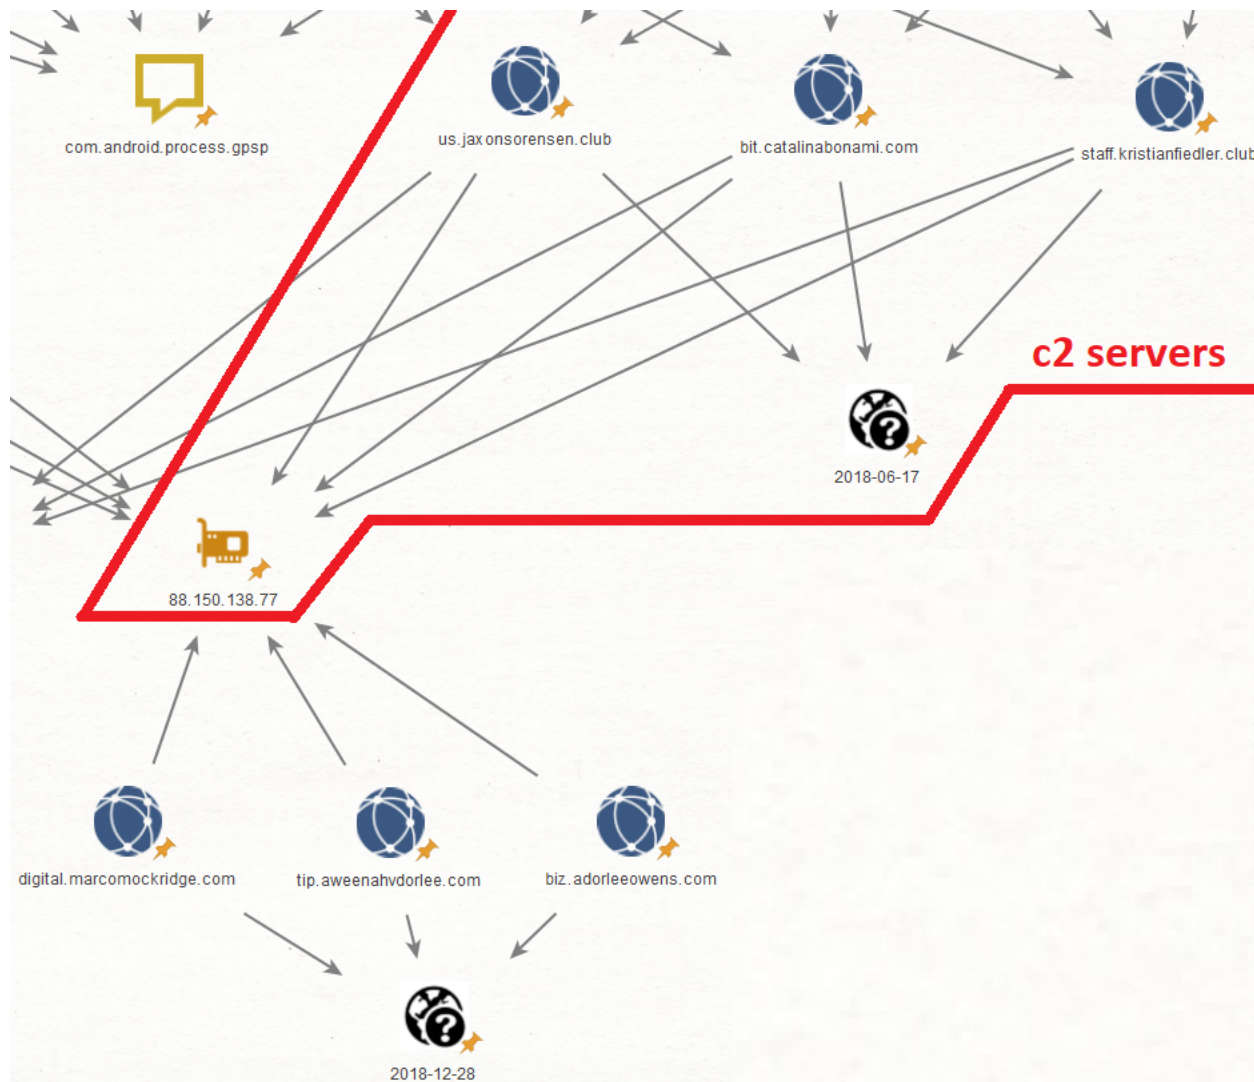 com.android.process.gpsp
us.jaxonsorensen.club
bit.catalinabonami.com
staff.kristianfiedler.club
c2 servers
2018-06-17
88.150.138.77
digital.marcomockridge.com
tip.aweenahvdorlee.com
biz.adorleeowens.com
2018-12-28